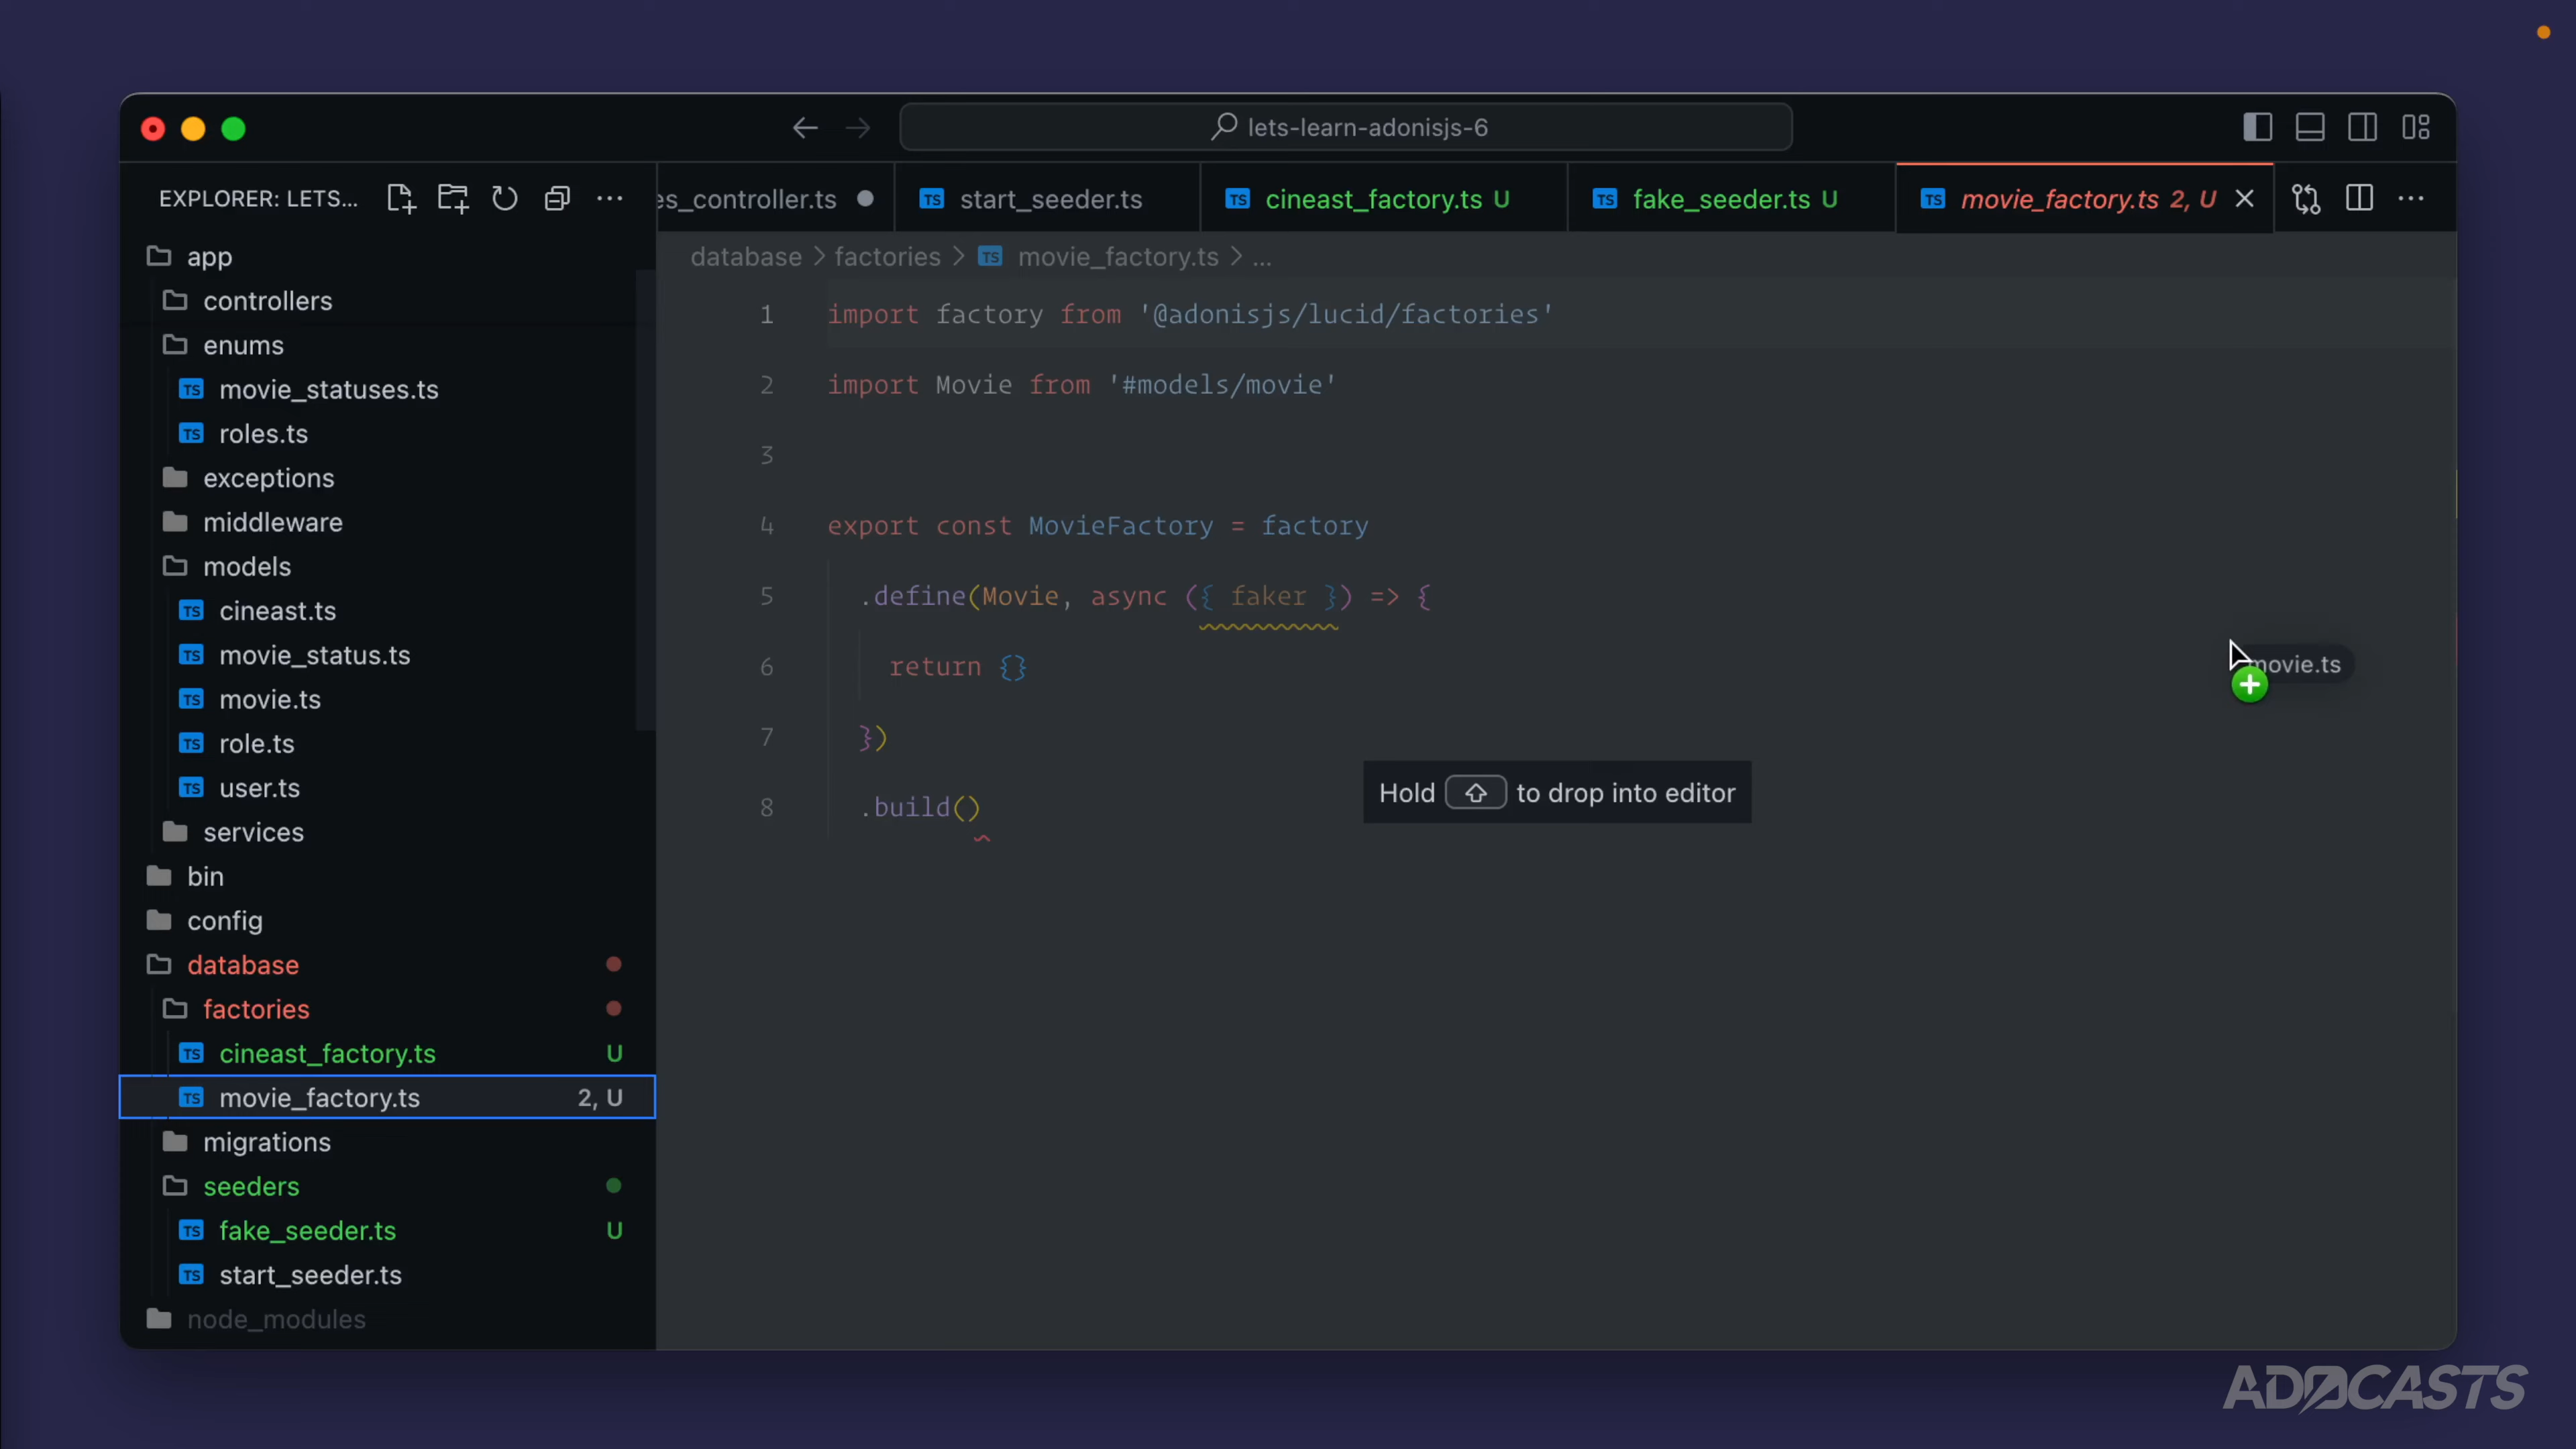 lets-learn-adonisjs-6
EXPLORER: LETS...
es_controller.ts
start_seeder.ts
cineast_factory.ts U
fake_seeder.ts U
movie_factory.ts 2, U
app
controllers
enums
movie_statuses.ts
roles.ts
exceptions
middleware
models
cineast.ts
movie_status.ts
movie.ts
role.ts
user.ts
services
bin
config
database
factories
cineast_factory.ts U
movie_factory.ts 2, U
migrations
seeders
fake_seeder.ts U
start_seeder.ts
node_modules
database > factories > TS movie_factory.ts > ...
1 import factory from '@adonisjs/lucid/factories'
2 import Movie from '#models/movie'
3
4 export const MovieFactory = factory
5 .define(Movie, async ({ faker }) => {
6 return {}
7 })
8 .build()
movie.ts
Hold ⇧ to drop into editor
ADOCASTS